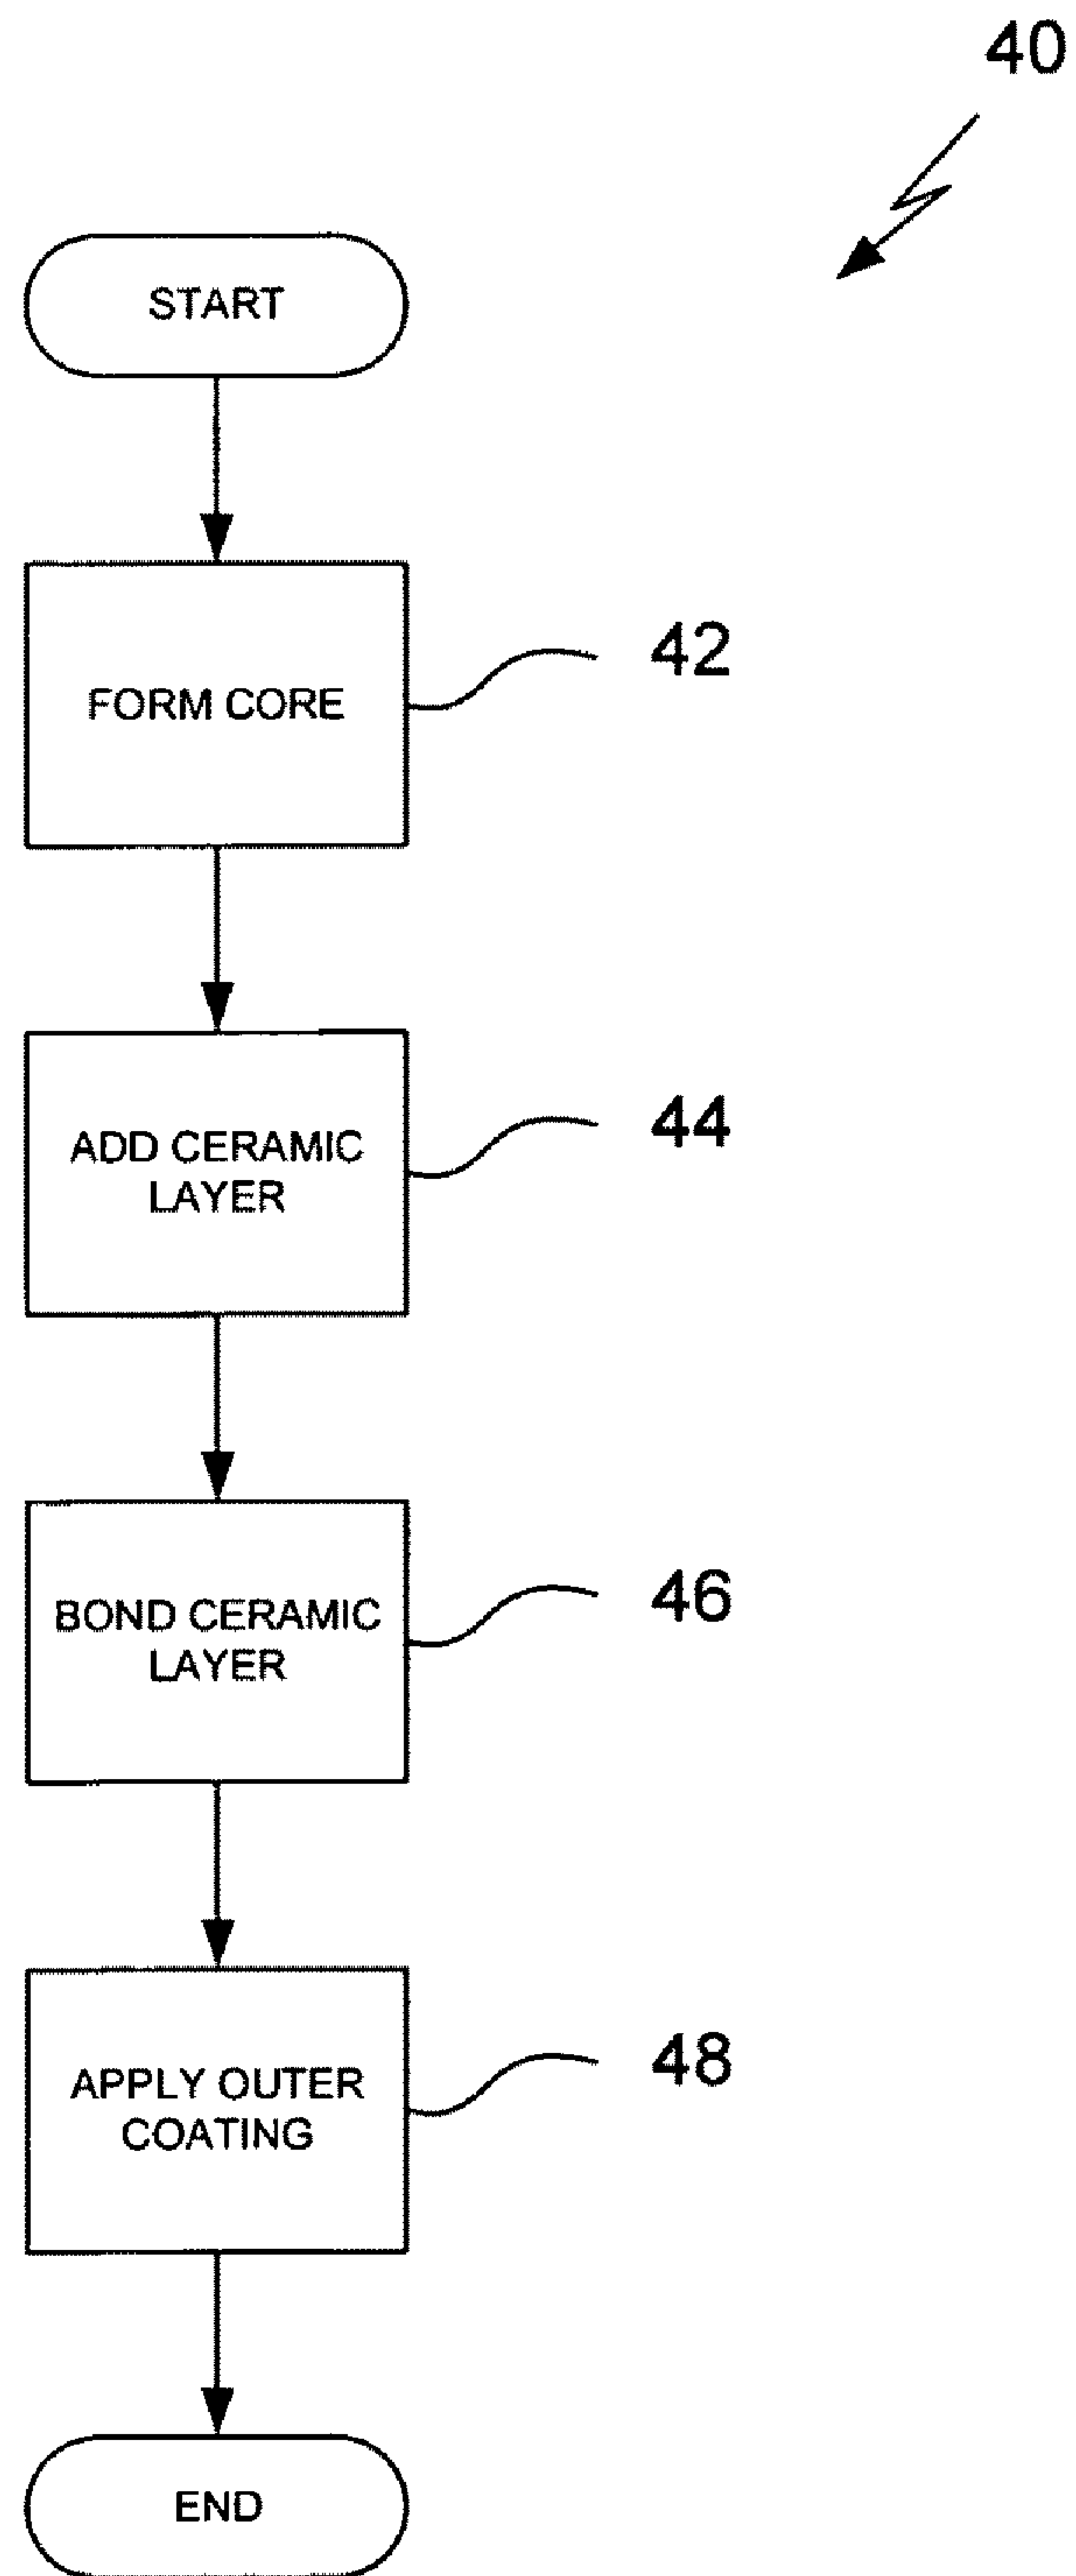 40
START
FORM CORE
42
ADD CERAMIC
LAYER
44
BOND CERAMIC
LAYER
46
APPLY OUTER
COATING
48
END